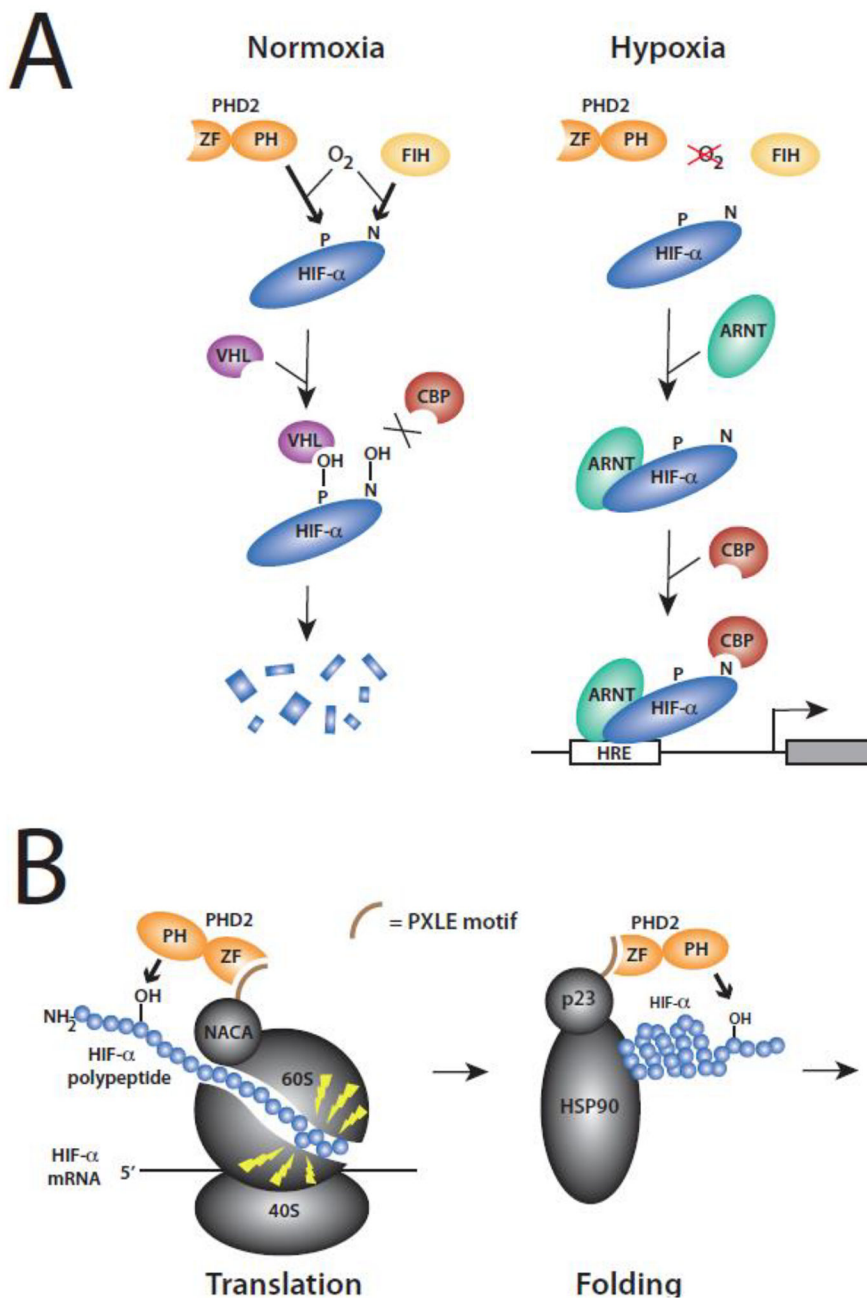 A
Normoxia
Hypoxia
PHD2
ZF PH
O2
FIH
P N
HIF-α
VHL
CBP
VHL
OH OH
P N
HIF-α
PHD2
ZF PH
O2
FIH
P N
HIF-α
ARNT
P N
ARNT
HIF-α
CBP
CBP
P N
ARNT
HIF-α
HRE
B
PHD2
PH ZF
= PXLE motif
OH
NH2
NACA
HIF-α
polypeptide
60S
HIF-α
mRNA 5'
40S
Translation
PHD2
ZF PH
p23
HIF-α
OH
HSP90
Folding